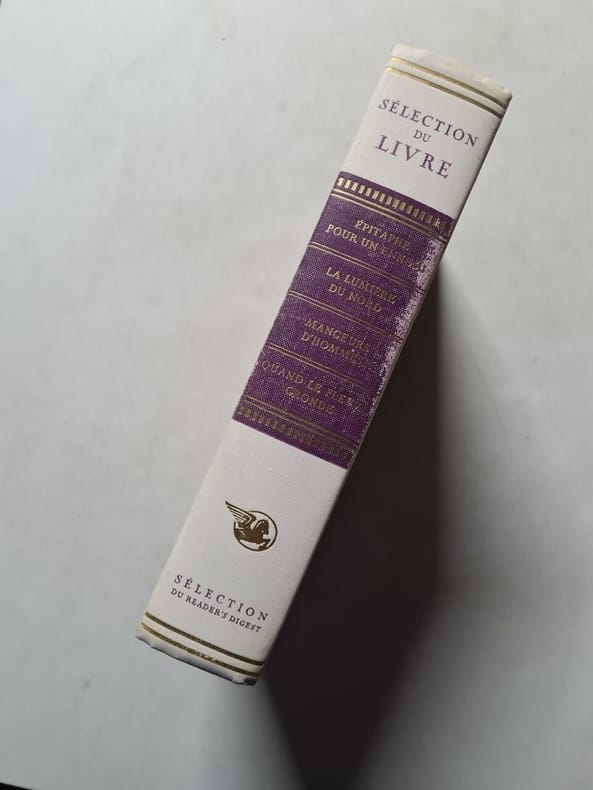 SÉLECTION
DU
LIVRE
ÉPITAPHE
POUR UN
LA LUMIÈRE
DU NORD
MANGEURS
QUAND LE
GRONDE
SÉLECTION
DU READER'S DIGEST